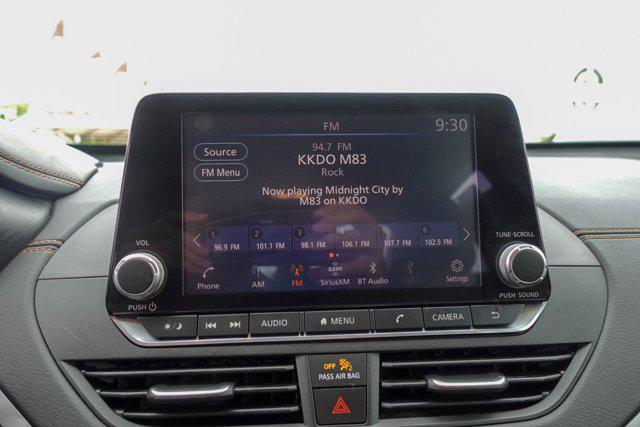 FM
9:30
94.7 FM
Source
KKDO M83
Rock
FM Menu
Now playing Midnight City by
M83 on KKDO
1 2 3 4 5 6
96.9 FM 101.1 FM 98.1 FM 106.1 FM 107.7 FM 102.5 FM
VOL
TUNE·SCROLL
sxm
Phone AM FM SiriusXM BT Audio Settings
PUSH
PUSH SOUND
AUDIO MENU CAMERA
OFF 2
PASS AIR BAG